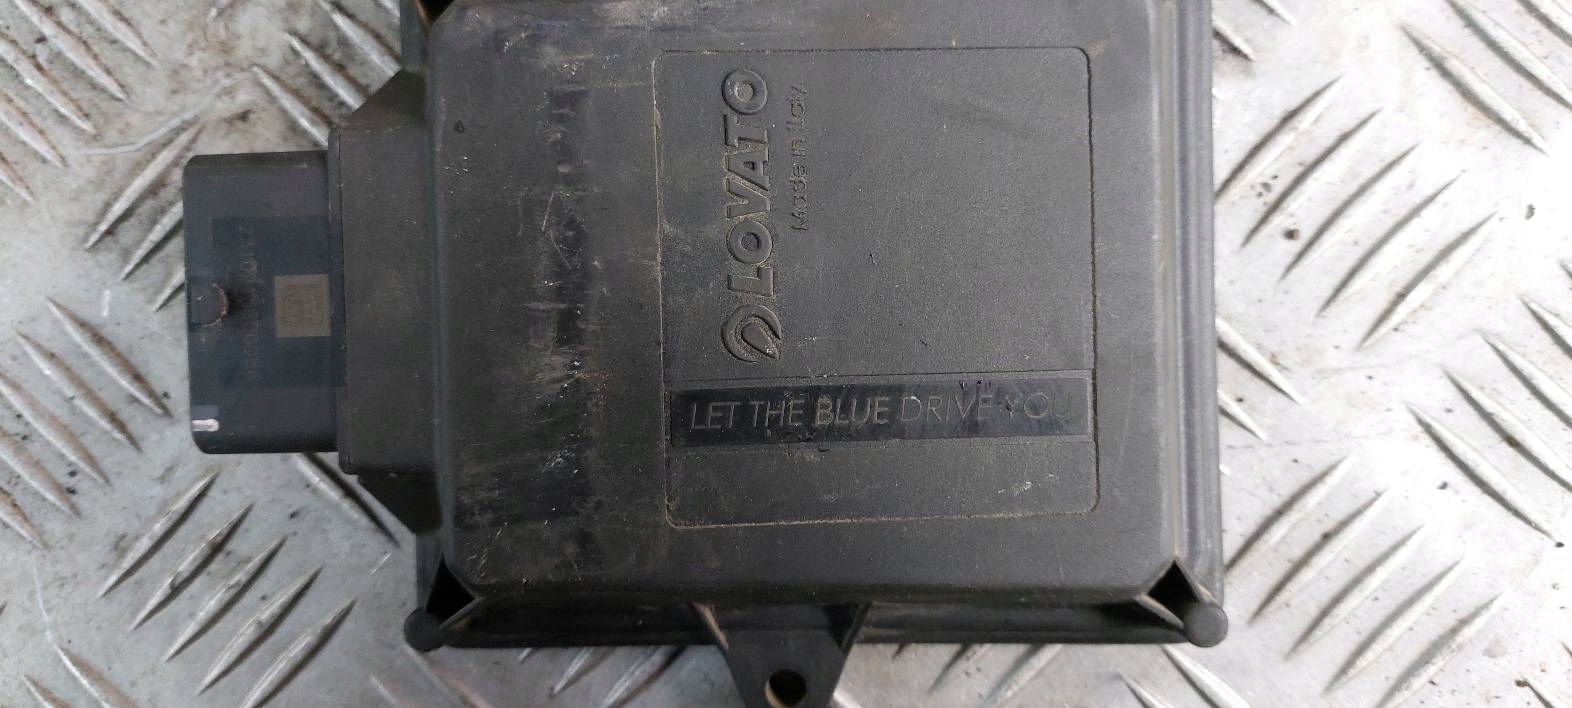 LOVATO
Made in Italy
LET THE BLUE DRIVE YOU